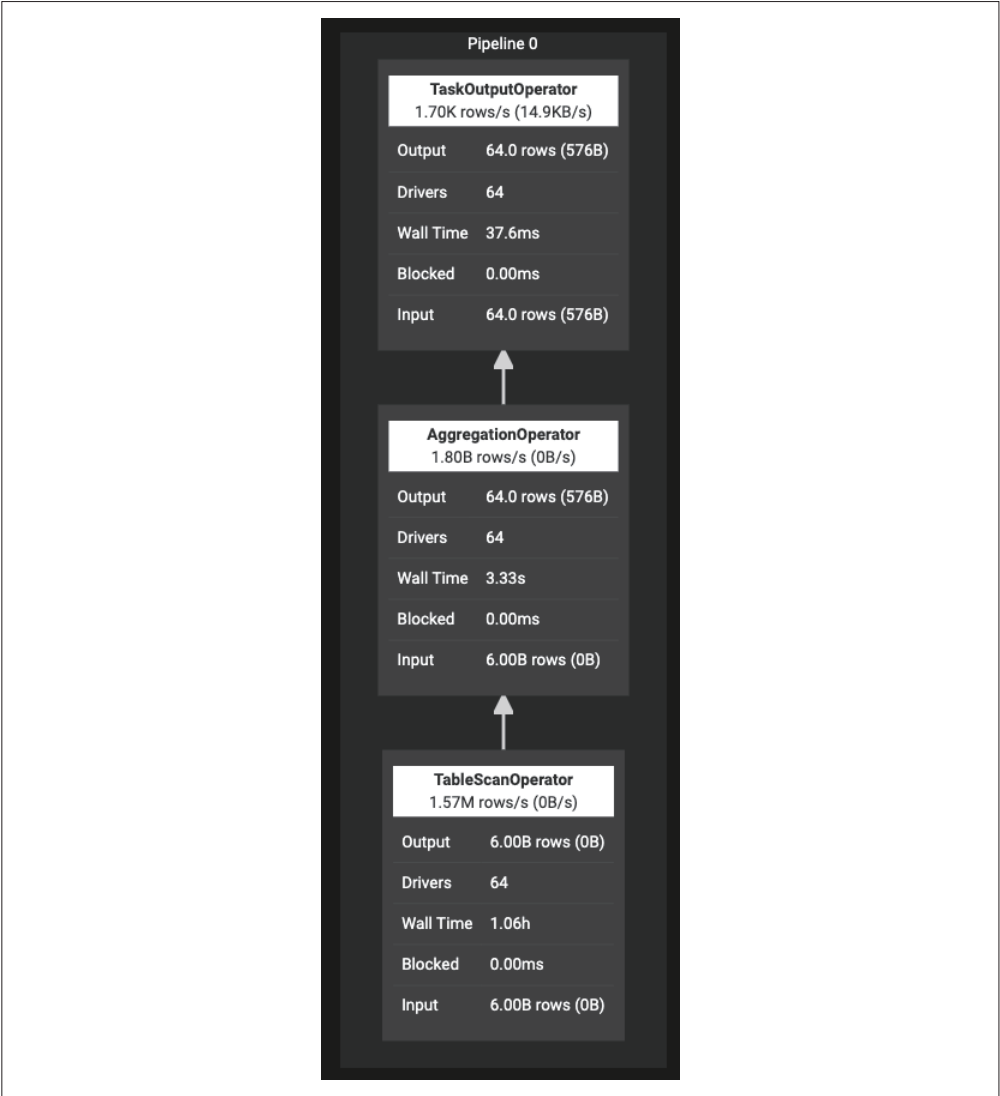 Pipeline 0
TaskOutputOperator
1.70K rows/s (14.9KB/s)
Output 64.0 rows (576B)
Drivers 64
Wall Time 37.6ms
Blocked 0.00ms
Input 64.0 rows (576B)
AggregationOperator
1.80B rows/s (0B/s)
Output 64.0 rows (576B)
Drivers 64
Wall Time 3.33s
Blocked 0.00ms
Input 6.00B rows (0B)
TableScanOperator
1.57M rows/s (0B/s)
Output 6.00B rows (0B)
Drivers 64
Wall Time 1.06h
Blocked 0.00ms
Input 6.00B rows (0B)